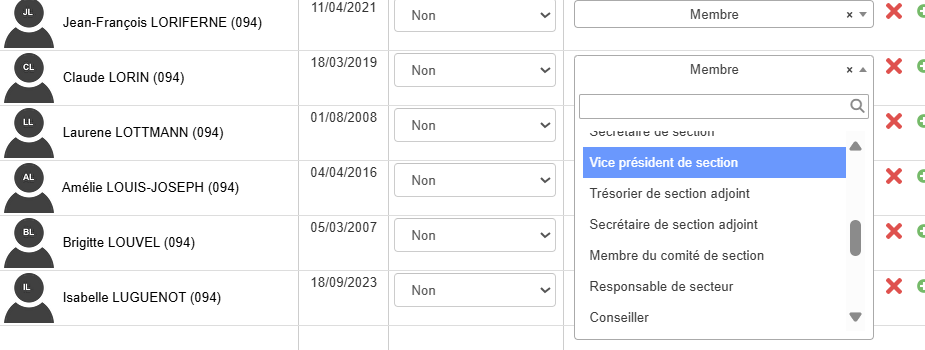 JL
Jean-François LORIFERNE (094)
11/04/2021
Non
Membre
×
CL
Claude LORIN (094)
18/03/2019
Non
Membre
×
Secrétaire de section
Vice président de section
Trésorier de section adjoint
Secrétaire de section adjoint
Membre du comité de section
Responsable de secteur
Conseiller
LL
Laurene LOTTMANN (094)
01/08/2008
Non
AL
Amélie LOUIS-JOSEPH (094)
04/04/2016
Non
BL
Brigitte LOUVEL (094)
05/03/2007
Non
IL
Isabelle LUGUENOT (094)
18/09/2023
Non